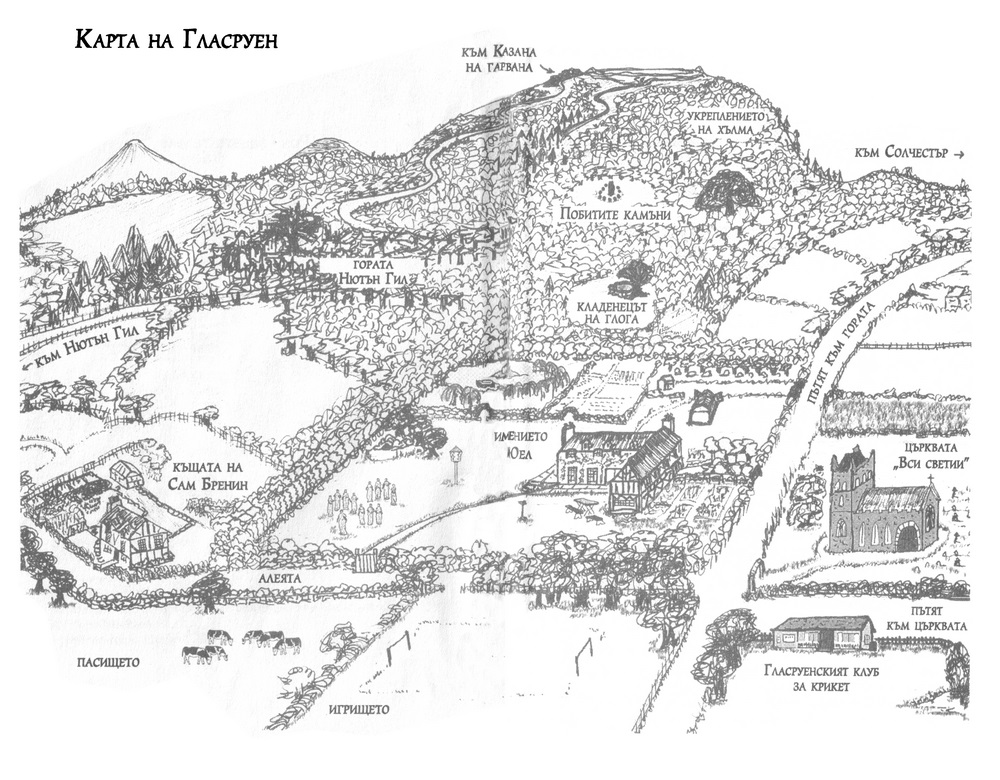 Карта на Гласруен
към Казана
на гарвана
укреплението
на хълма
към Солчестър →
Побитите камъни
гората
Нютън Гил
кладенецът
на глога
← към Нютън Гил
пътят към гората
имението
Юел
църквата
„Вси светии"
къщата на
Сам Бренин
алеята
пътят
към църквата
пасището
Гласруенският клуб
за крикет
игрището